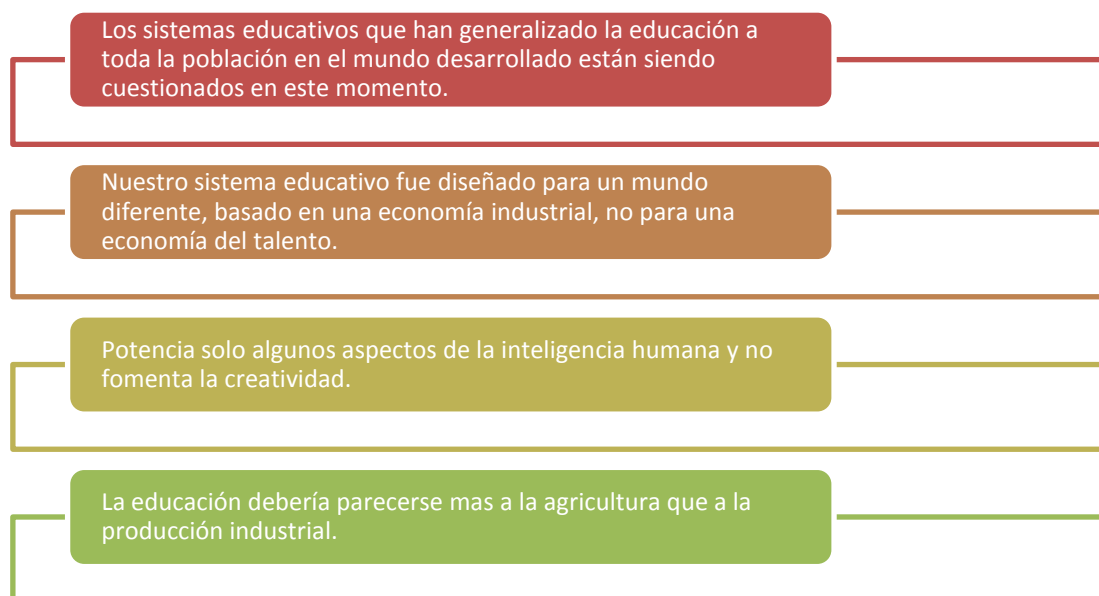 Los sistemas educativos que han generalizado la educación a
toda la población en el mundo desarrollado están siendo
cuestionados en este momento.
Nuestro sistema educativo fue diseñado para un mundo
diferente, basado en una economía industrial, no para una
economía del talento.
Potencia solo algunos aspectos de la inteligencia humana y no
fomenta la creatividad.
La educación debería parecerse mas a la agricultura que a la
producción industrial.